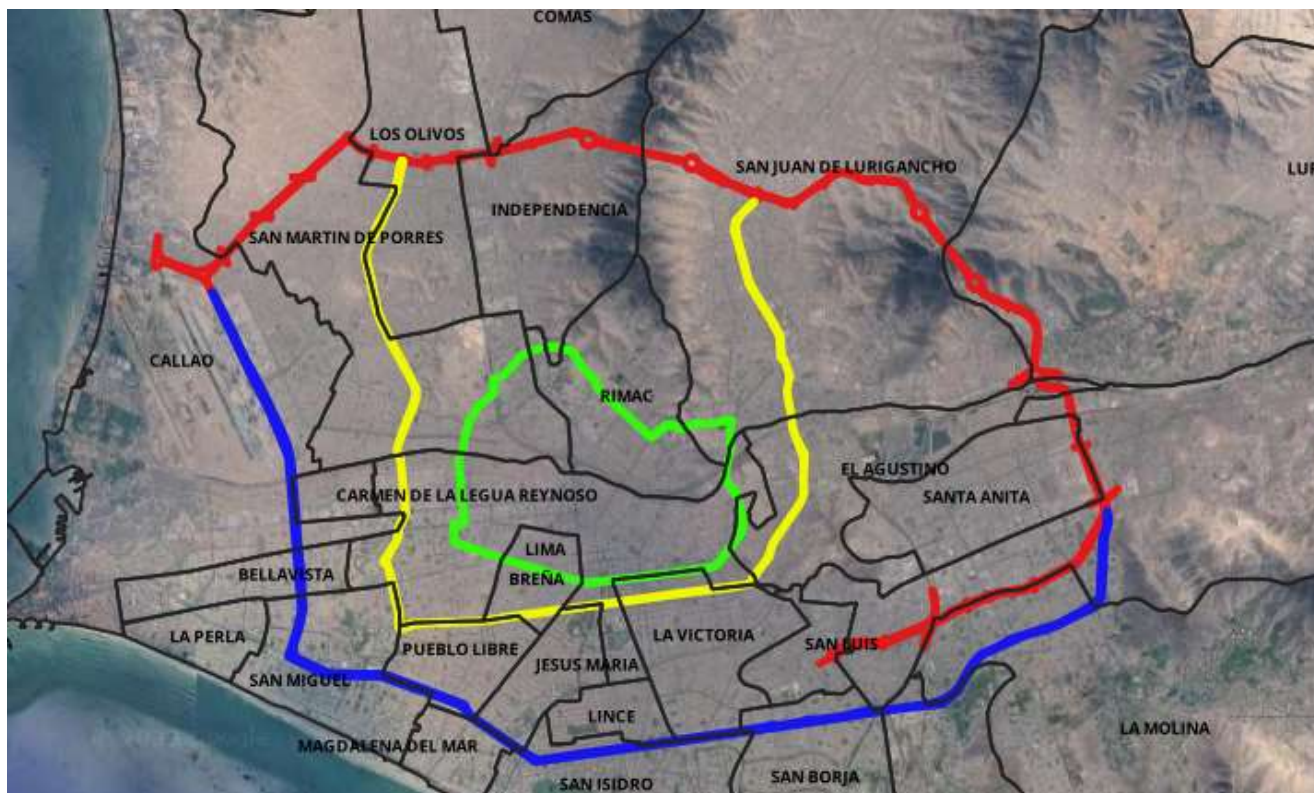 COMAS
LOS OLIVOS
SAN JUAN DE LURIGANCHO
LUR
INDEPENDENCIA
SAN MARTIN DE PORRES
CALLAO
RIMAC
EL AGUSTINO
CARMEN DE LA LEGUA REYNOSO
SANTA ANITA
LIMA
BELLAVISTA
BREÑA
LA PERLA
LA VICTORIA
SAN LUIS
PUEBLO LIBRE
JESUS MARIA
SAN MIGUEL
LINCE
LA MOLINA
MAGDALENA DEL MAR
SAN ISIDRO
SAN BORJA